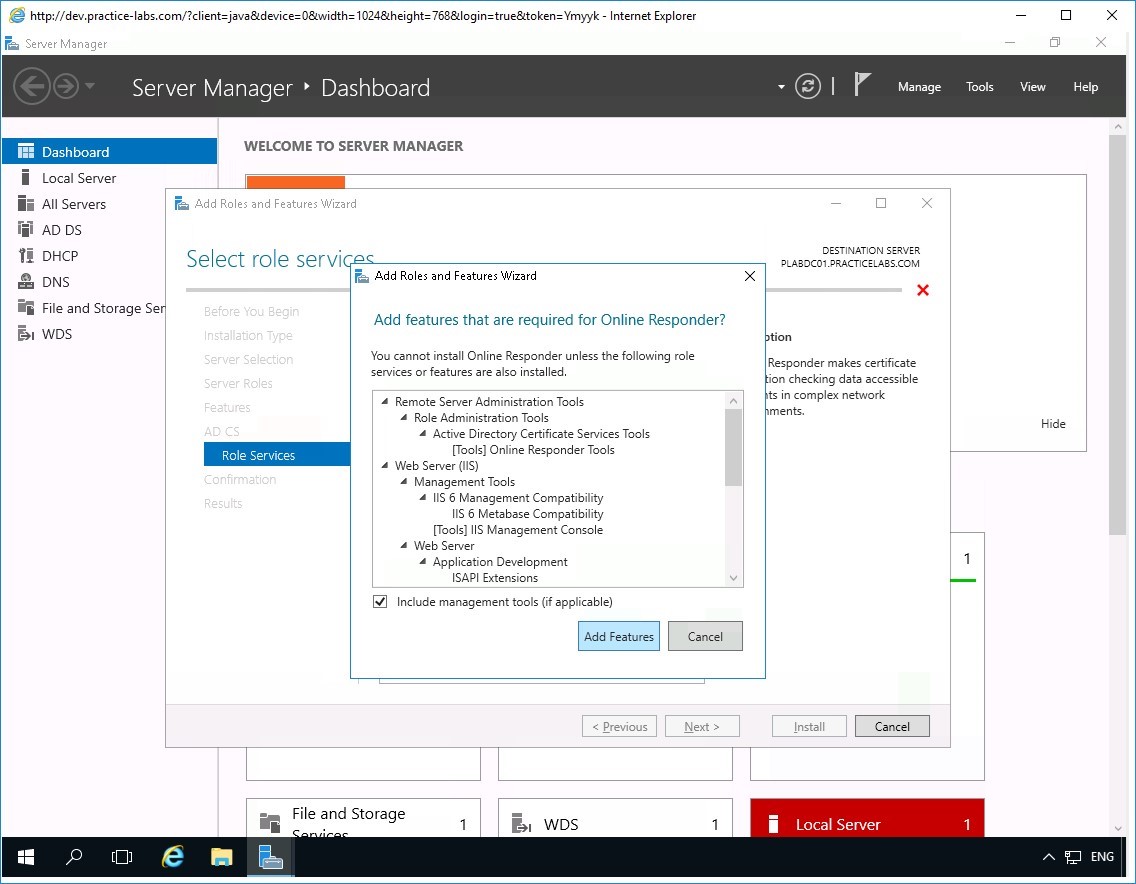 http://dev.practice-labs.com/?client=java&device=0&width=1024&height=768&login=true&token=Ymyyk - Internet Explorer
Server Manager
Server Manager Dashboard
Manage Tools View Help
Dashboard
Local Server
All Servers
AD DS
DHCP
DNS
File and Storage Ser
WDS
WELCOME TO SERVER MANAGER
Add Roles and Features Wizard
Select role services
DESTINATION SERVER
PLABDC01.PRACTICELABS.COM
Before You Begin
Installation Type
Server Selection
Server Roles
Features
AD CS
Role Services
Confirmation
Results
Add Roles and Features Wizard
Add features that are required for Online Responder?
You cannot install Online Responder unless the following role
services or features are also installed.
Remote Server Administration Tools
Role Administration Tools
Active Directory Certificate Services Tools
[Tools] Online Responder Tools
Web Server (IIS)
Management Tools
IIS 6 Management Compatibility
IIS 6 Metabase Compatibility
[Tools] IIS Management Console
Web Server
Application Development
ISAPI Extensions
Include management tools (if applicable)
Add Features Cancel
ption
Responder makes certificate
tion checking data accessible
ts in complex network
nments.
Hide
< Previous Next > Install Cancel
1
File and Storage
Services
1
WDS 1
Local Server 1
ENG